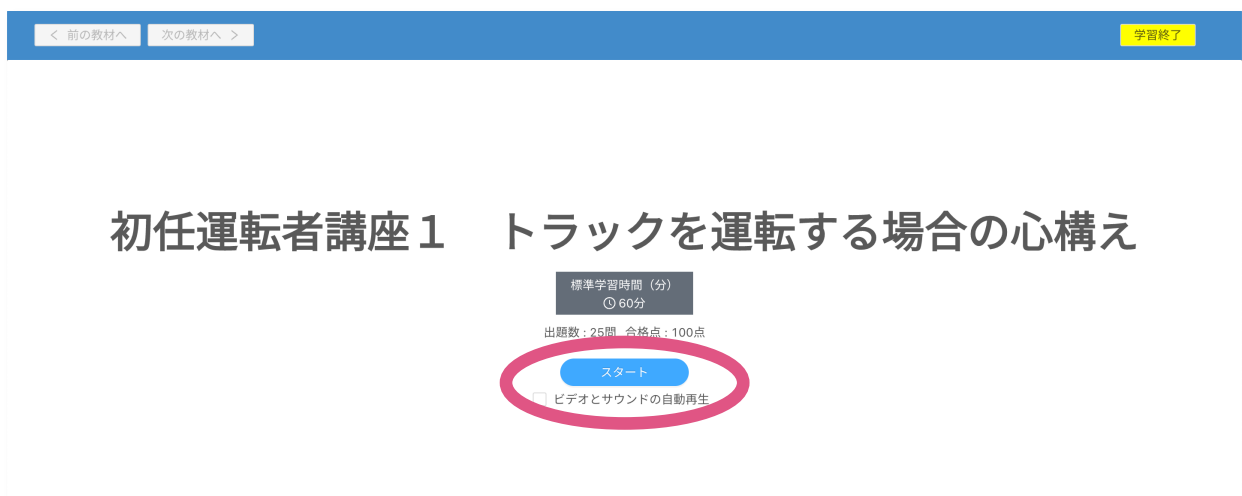 < 前の教材へ 次の教材へ > 学習終了
初任運転者講座１　トラックを運転する場合の心構え
標準学習時間（分）
60分
出題数 : 25問 合格点 : 100点
スタート
ビデオとサウンドの自動再生